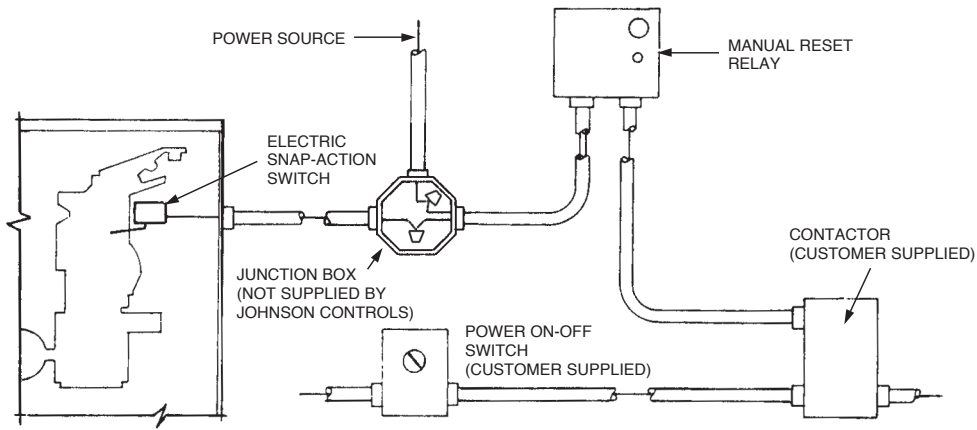 POWER SOURCE
MANUAL RESET
RELAY
ELECTRIC
SNAP-ACTION
SWITCH
JUNCTION BOX
(NOT SUPPLIED BY
JOHNSON CONTROLS)
CONTACTOR
(CUSTOMER SUPPLIED)
POWER ON-OFF
SWITCH
(CUSTOMER SUPPLIED)